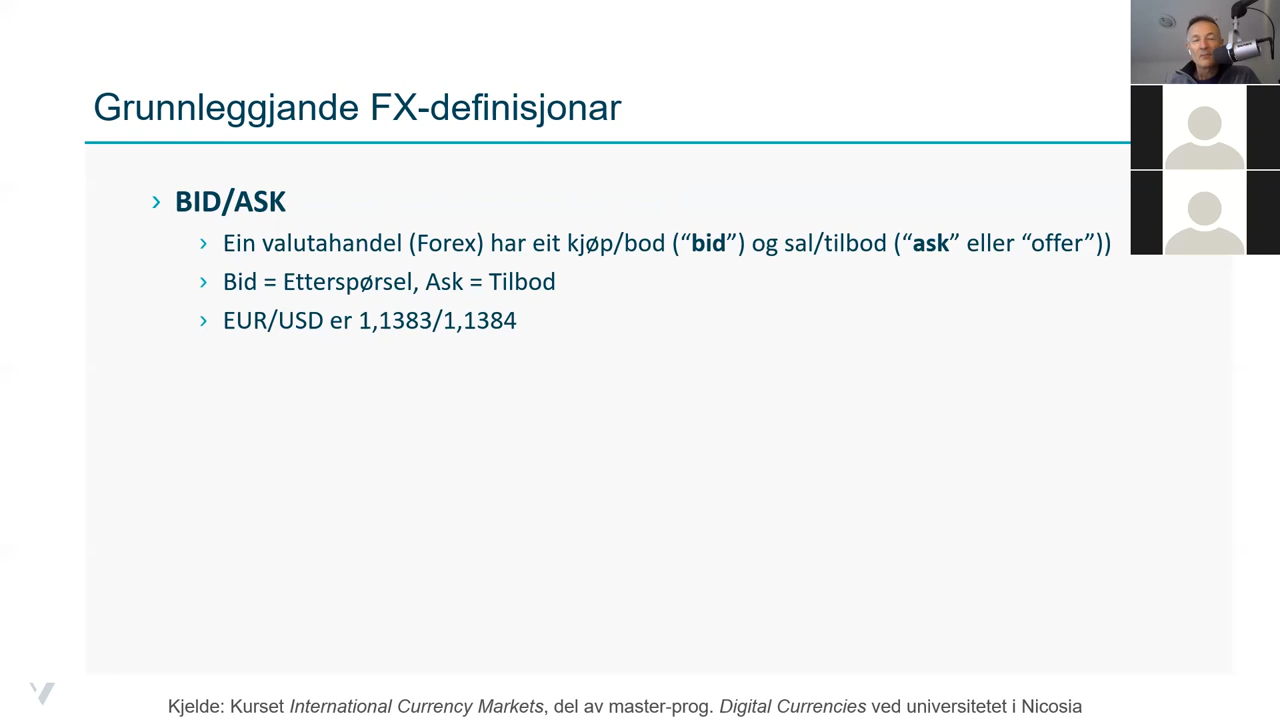 Grunnleggjande FX-definisjonar
› BID/ASK
› Ein valutahandel (Forex) har eit kjøp/bod (“bid”) og sal/tilbod (“ask” eller “offer”))
› Bid = Etterspørsel, Ask = Tilbod
› EUR/USD er 1,1383/1,1384
Kjelde: Kurset International Currency Markets, del av master-prog. Digital Currencies ved universitetet i Nicosia